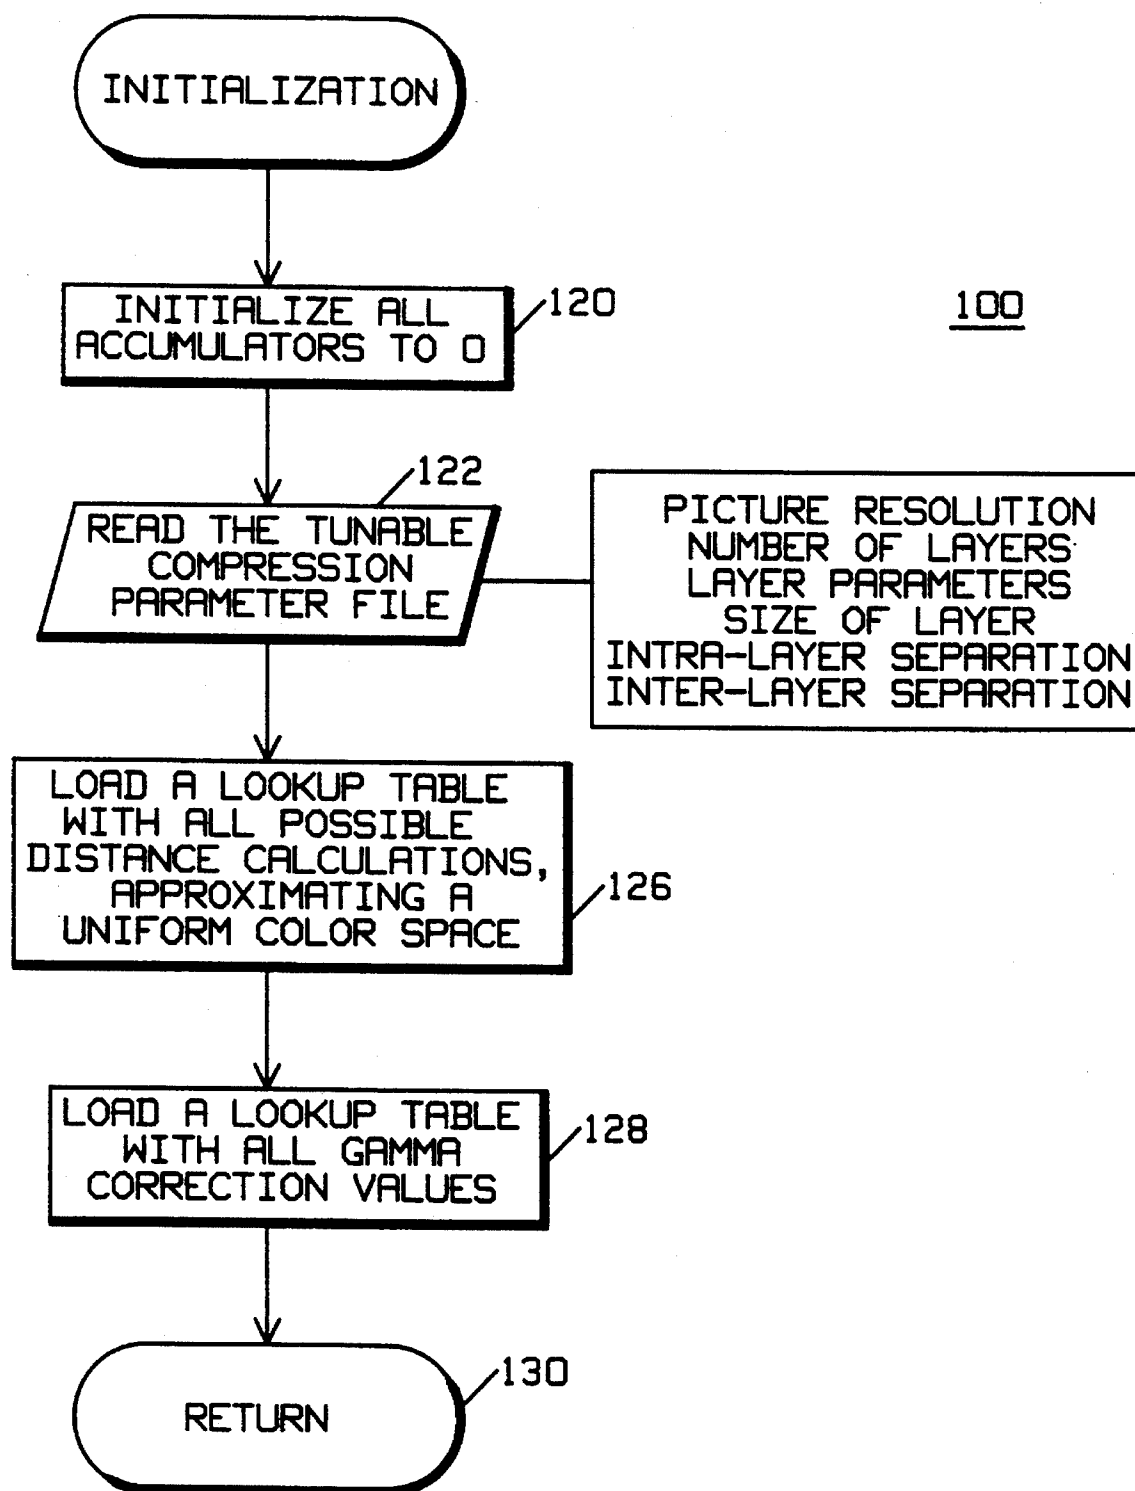 INITIALIZATION
INITIALIZE ALL
ACCUMULATORS TO 0
120
100
122
READ THE TUNABLE
COMPRESSION
PARAMETER FILE
PICTURE RESOLUTION
NUMBER OF LAYERS
LAYER PARAMETERS
SIZE OF LAYER
INTRA-LAYER SEPARATION
INTER-LAYER SEPARATION
LOAD A LOOKUP TABLE
WITH ALL POSSIBLE
DISTANCE CALCULATIONS,
APPROXIMATING A
UNIFORM COLOR SPACE
126
LOAD A LOOKUP TABLE
WITH ALL GAMMA
CORRECTION VALUES
128
RETURN
130